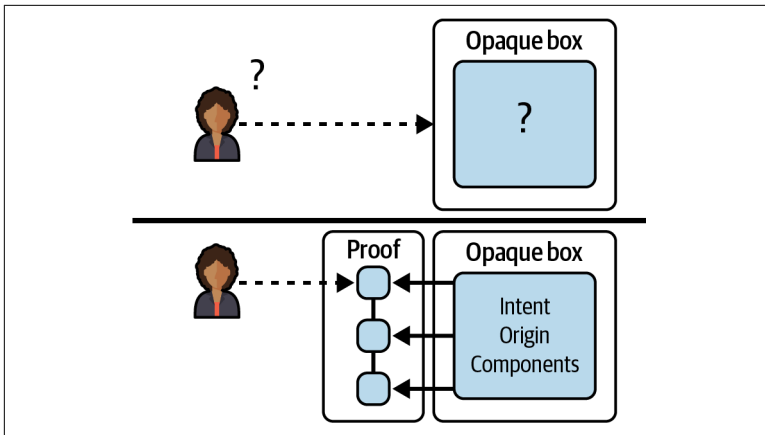 Opaque box
?
?
Proof
Opaque box
Intent
Origin
Components